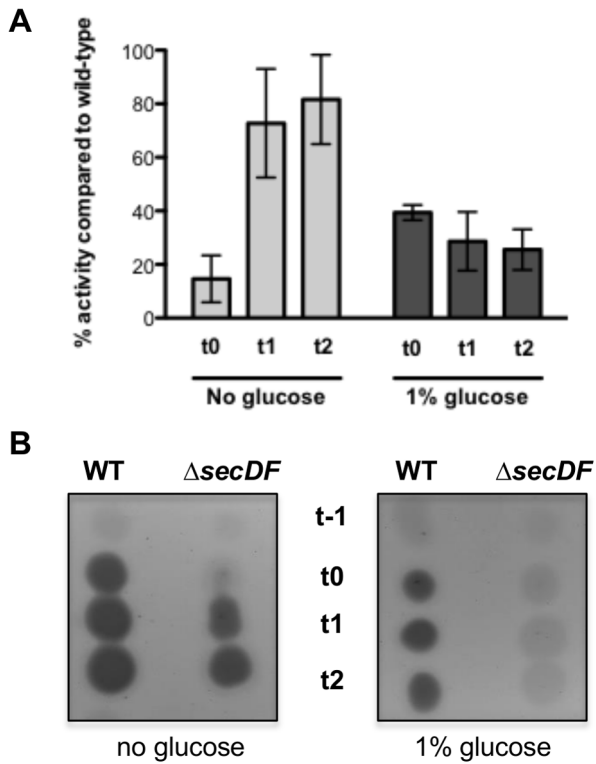 A
% activity compared to wild-type
100
80
60
40
20
0
t0 t1 t2 t0 t1 t2
No glucose 1% glucose
B
WT ΔsecDF WT ΔsecDF
t-1
t0
t1
t2
no glucose 1% glucose